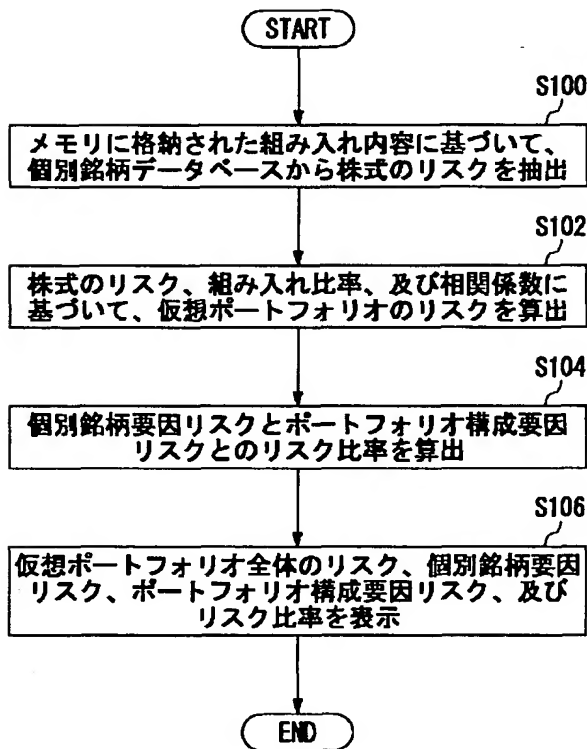 START
S100
メモリに格納された組み入れ内容に基づいて、
個別銘柄データベースから株式のリスクを抽出
S102
株式のリスク、組み入れ比率、及び相関係数に
基づいて、仮想ポートフォリオのリスクを算出
S104
個別銘柄要因リスクとポートフォリオ構成要因
リスクとのリスク比率を算出
S106
仮想ポートフォリオ全体のリスク、個別銘柄要因
リスク、ポートフォリオ構成要因リスク、及び
リスク比率を表示
END